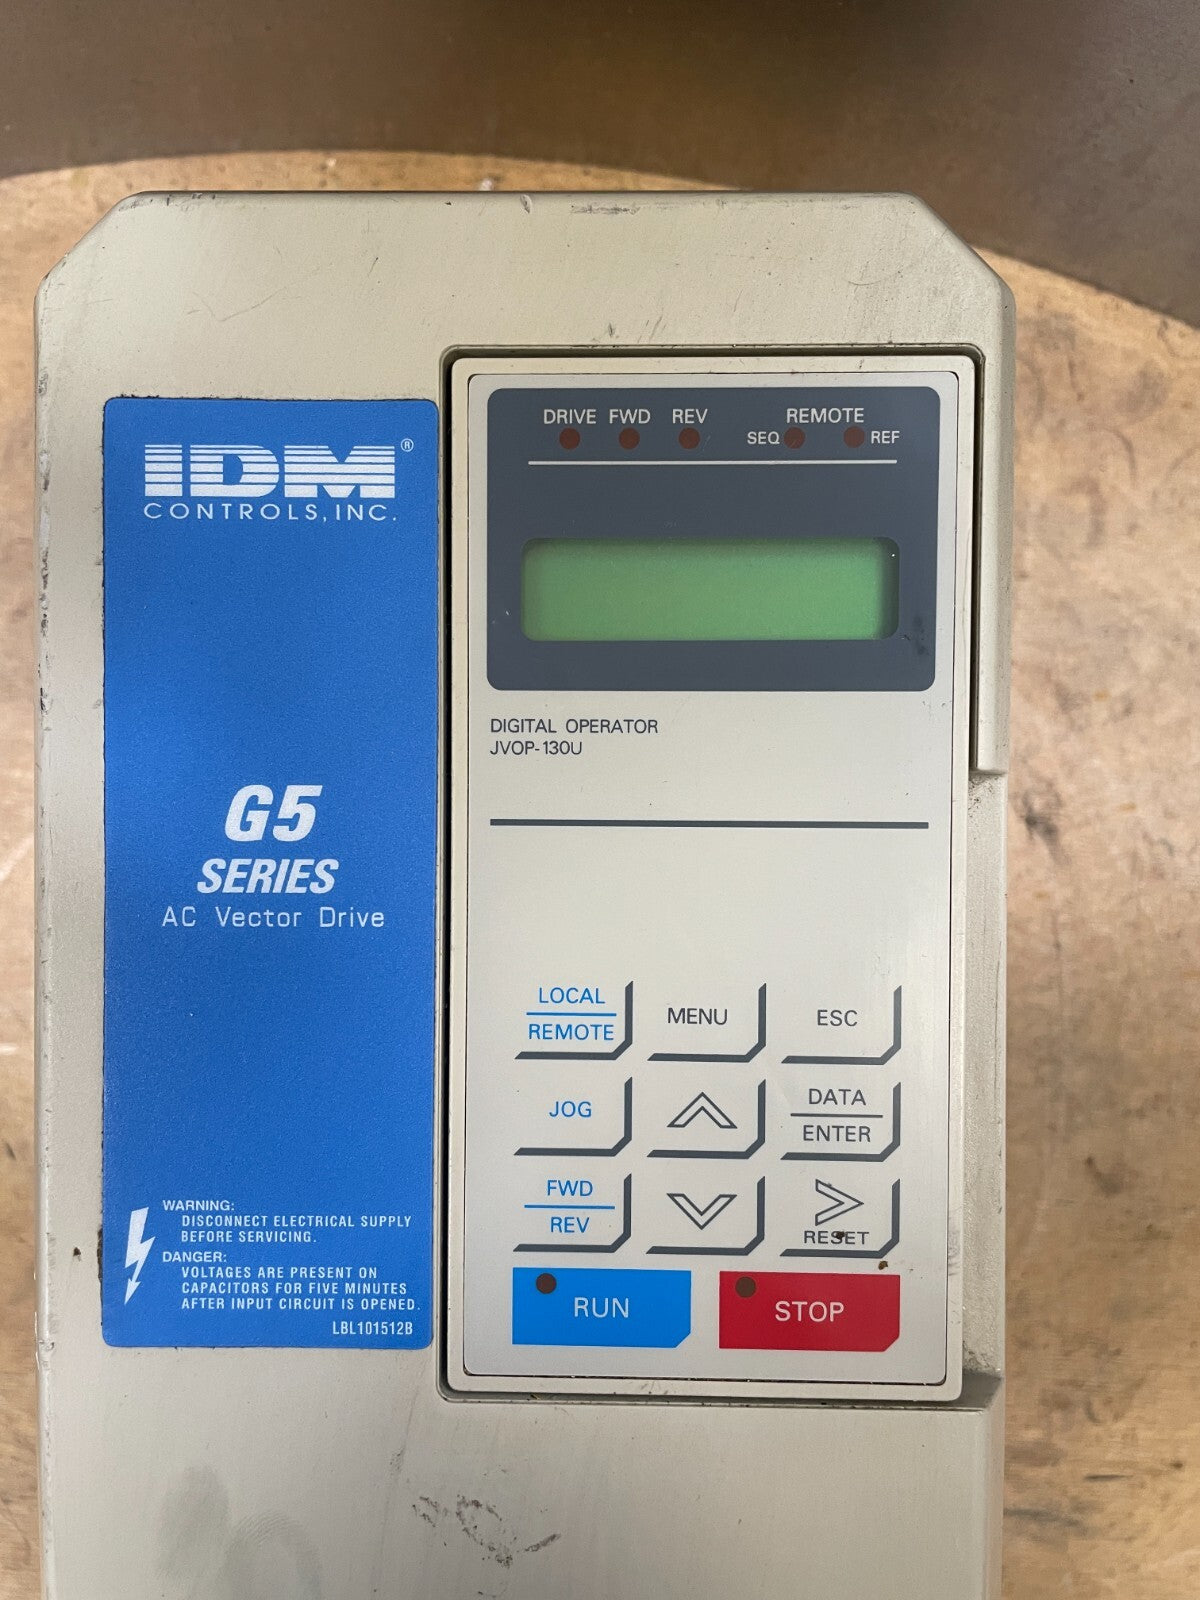 IDM®
CONTROLS, INC.
G5
SERIES
AC Vector Drive
WARNING:
DISCONNECT ELECTRICAL SUPPLY
BEFORE SERVICING.
DANGER:
VOLTAGES ARE PRESENT ON
CAPACITORS FOR FIVE MINUTES
AFTER INPUT CIRCUIT IS OPENED.
LBL101512B
DRIVE FWD REV REMOTE
SEQ REF
DIGITAL OPERATOR
JVOP-130U
LOCAL
REMOTE
MENU
ESC
JOG
DATA
ENTER
FWD
REV
RESET
RUN
STOP